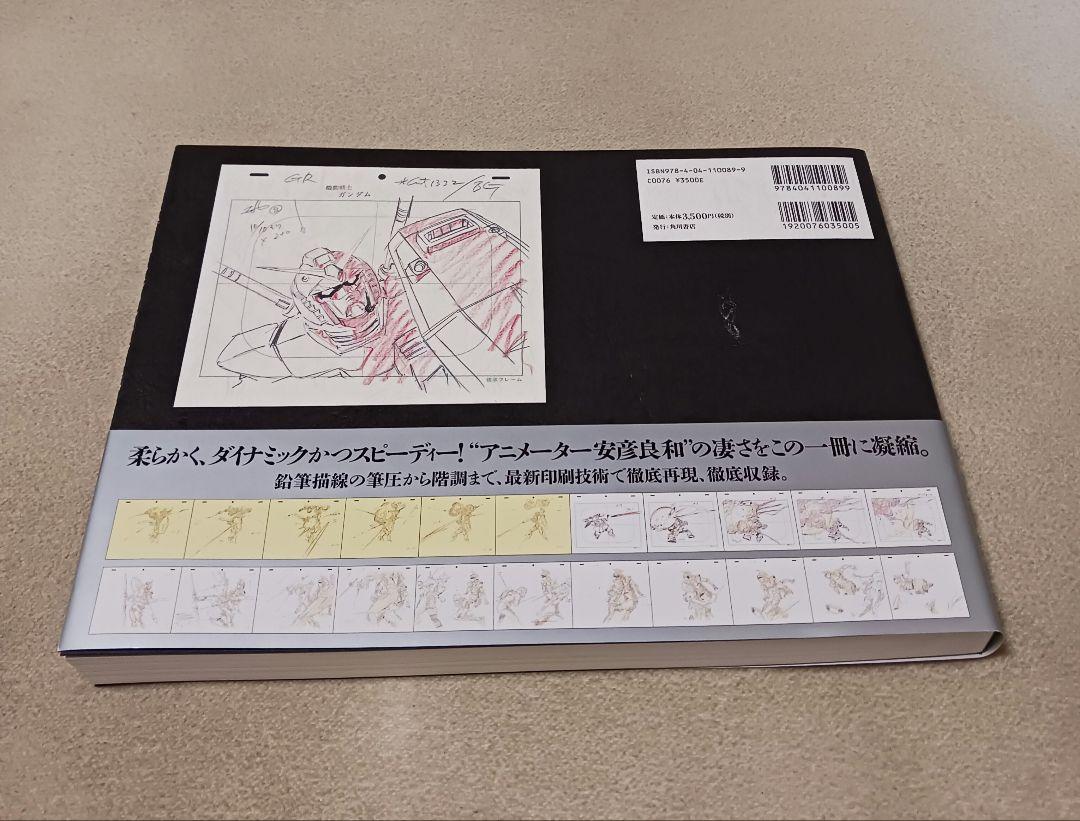 GR
機動戦士
ガンダム
*Cut 1322/BG
標準フレーム
ISBN978-4-04-110089-9
C0076 ¥3500E
定価:本体3,500円(税別)
発行:角川書店
9784041100899
1920076035005
柔らかく、ダイナミックかつスピーディー!“アニメーター安彦良和”の凄さをこの一冊に凝縮。
鉛筆描線の筆圧から階調まで、最新印刷技術で徹底再現、徹底収録。